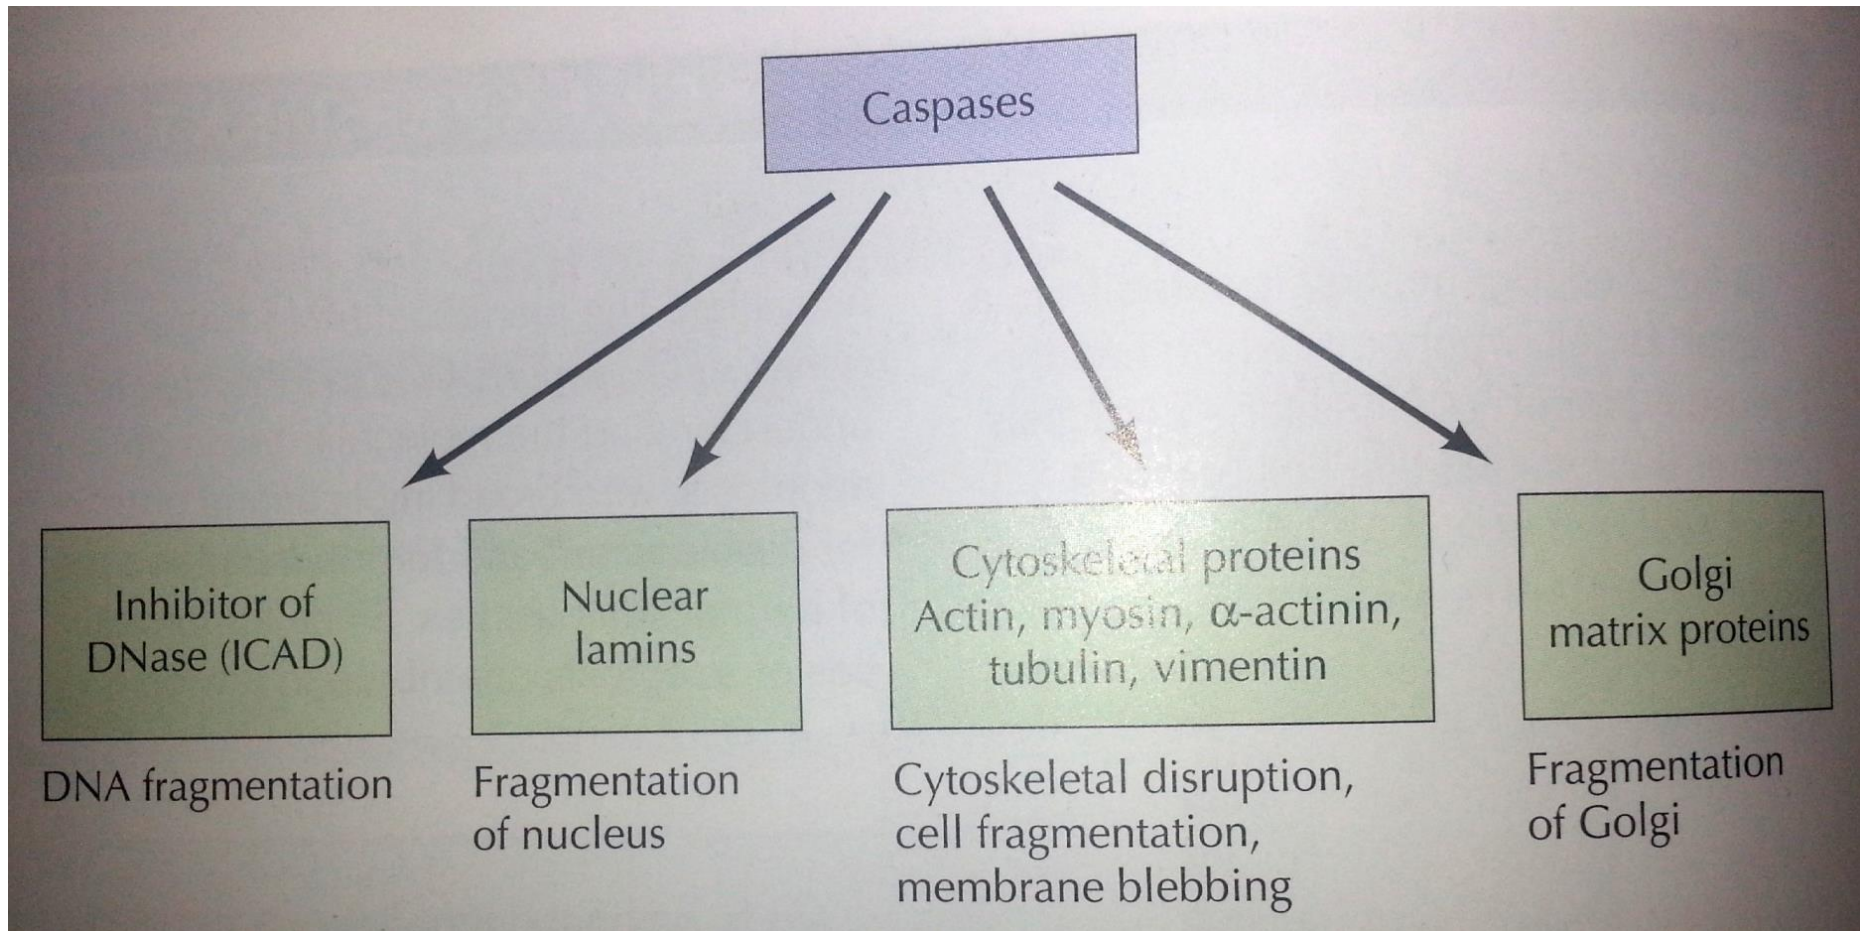 Caspases
Inhibitor of
DNase (ICAD)
Nuclear
lamins
Cytoskeletal proteins
Actin, myosin, α-actinin,
tubulin, vimentin
Golgi
matrix proteins
DNA fragmentation
Fragmentation
of nucleus
Cytoskeletal disruption,
cell fragmentation,
membrane blebbing
Fragmentation
of Golgi